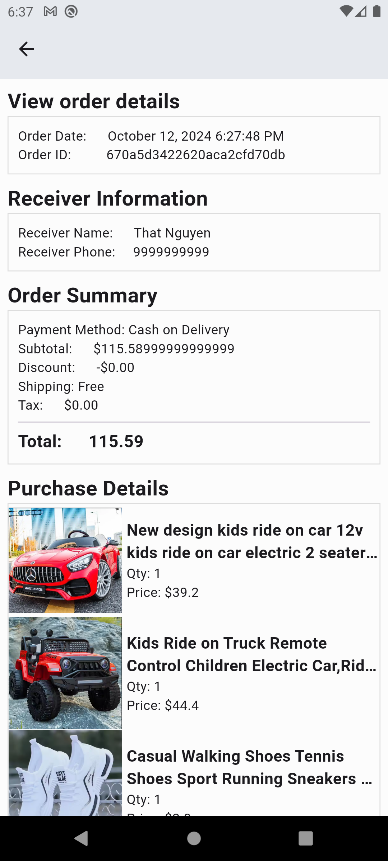 6:37
View order details
Order Date: October 12, 2024 6:27:48 PM
Order ID: 670a5d3422620aca2cfd70db
Receiver Information
Receiver Name: That Nguyen
Receiver Phone: 9999999999
Order Summary
Payment Method: Cash on Delivery
Subtotal: $115.58999999999999
Discount: -$0.00
Shipping: Free
Tax: $0.00
Total: 115.59
Purchase Details
New design kids ride on car 12v
kids ride on car electric 2 seater...
Qty: 1
Price: $39.2
Kids Ride on Truck Remote
Control Children Electric Car,Rid...
Qty: 1
Price: $44.4
Casual Walking Shoes Tennis
Shoes Sport Running Sneakers ...
Qty: 1